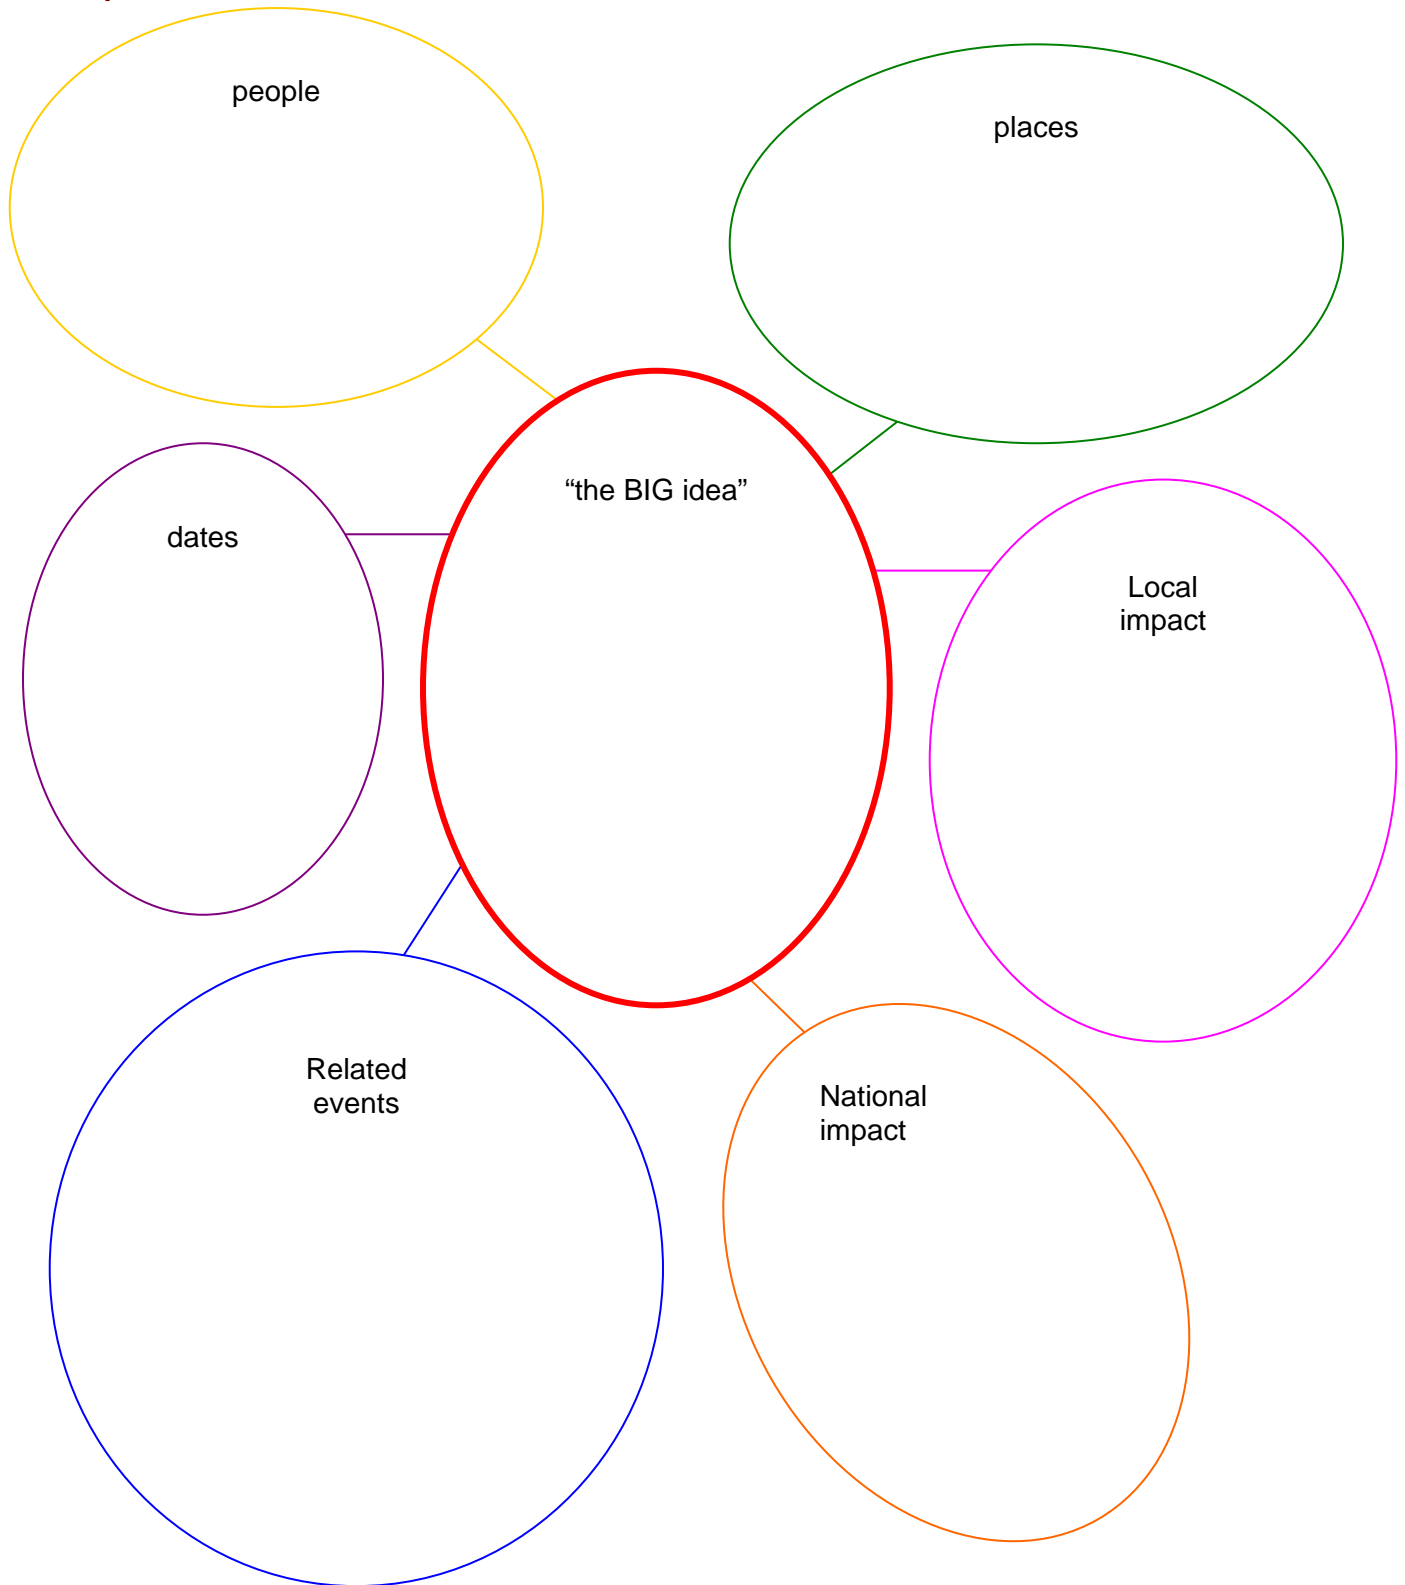 people
places
“the BIG idea”
dates
Local
impact
Related
events
National
impact